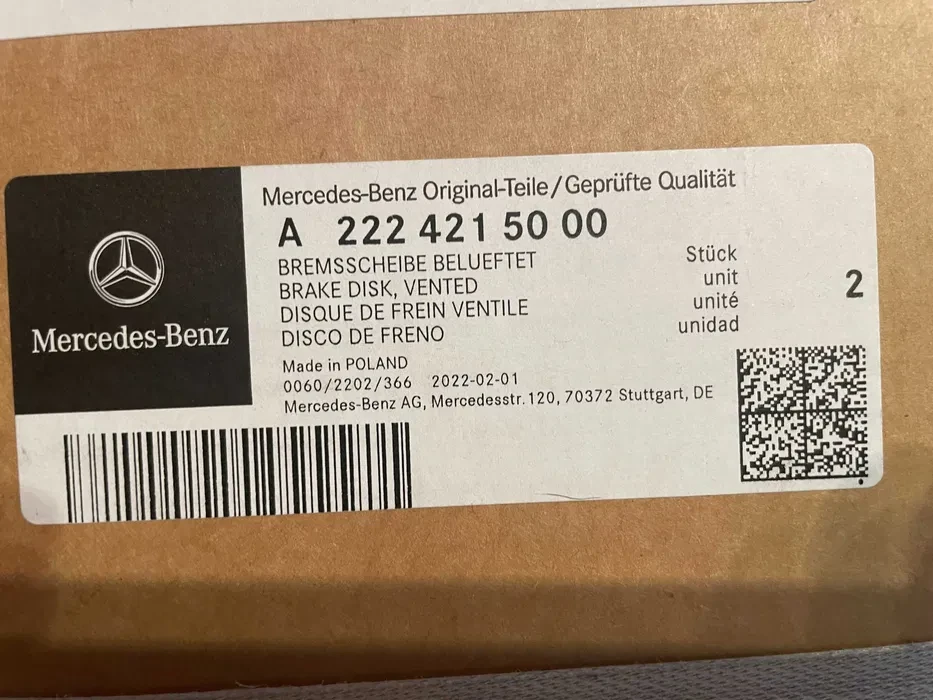 Mercedes-Benz
Mercedes-Benz Original-Teile/Geprüfte Qualität
A 222 421 50 00
BREMSSCHEIBE BELUEFTET
BRAKE DISK, VENTED
DISQUE DE FREIN VENTILE
DISCO DE FRENO
Stück
unit
unité
unidad
2
Made in POLAND
0060/2202/366 2022-02-01
Mercedes-Benz AG, Mercedesstr.120, 70372 Stuttgart, DE